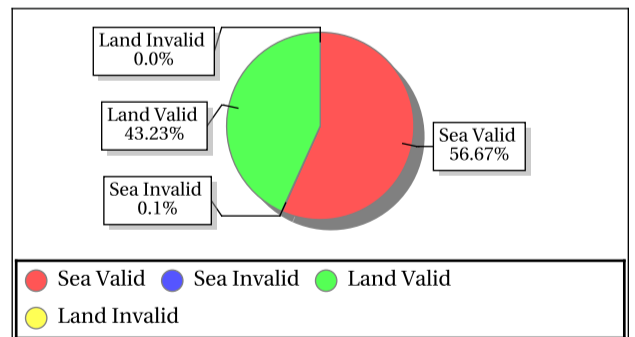 Land Invalid
0.0%
Land Valid
43.23%
Sea Valid
56.67%
Sea Invalid
0.1%
Sea Valid Sea Invalid Land Valid
Land Invalid